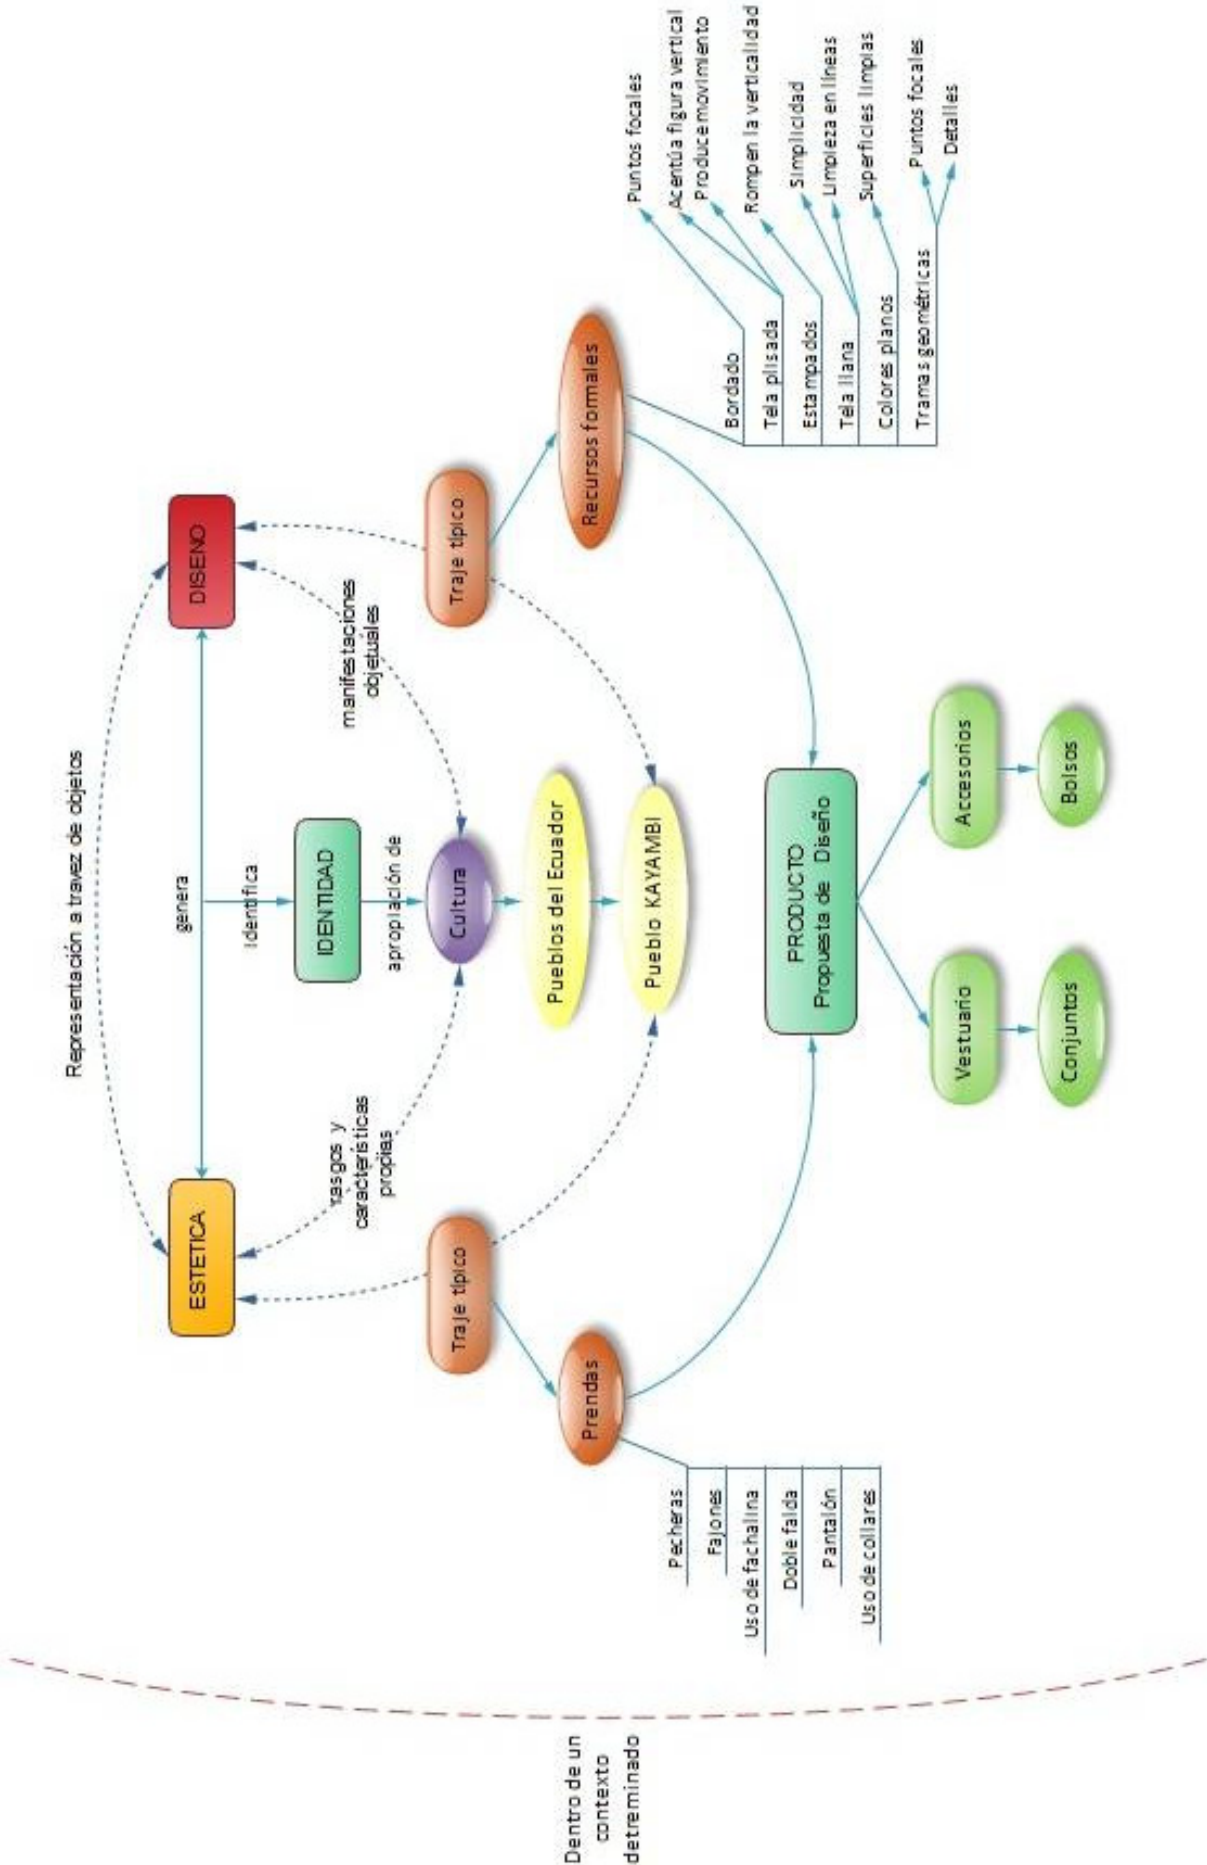 Representación a travez de objetos
ESTETICA
genera
DISENO
Identifica
IDENTIDAD
rasgos y
características
propias
apropiación de
manifestaciones
objetuales
Traje típico
Cultura
Traje típico
Pueblos del Ecuador
Prendas
Recursos formales
Pueblo KAYAMBI
Pecheras
Fajones
Uso de fachalina
Doble falda
Pantalón
Uso de collares
Bordado
Tela plisada
Estampados
Tela llana
Colores planos
Tramas geométricas
Puntos focales
Acentúa figura vertical
Produce movimiento
Rompen la verticalidad
Simplicidad
Limpieza en líneas
Superficies limpias
Puntos focales
Detalles
PRODUCTO
Propuesta de Diseño
Vestuario
Accesorios
Conjuntos
Bolsos
Dentro de un
contexto
detreminado